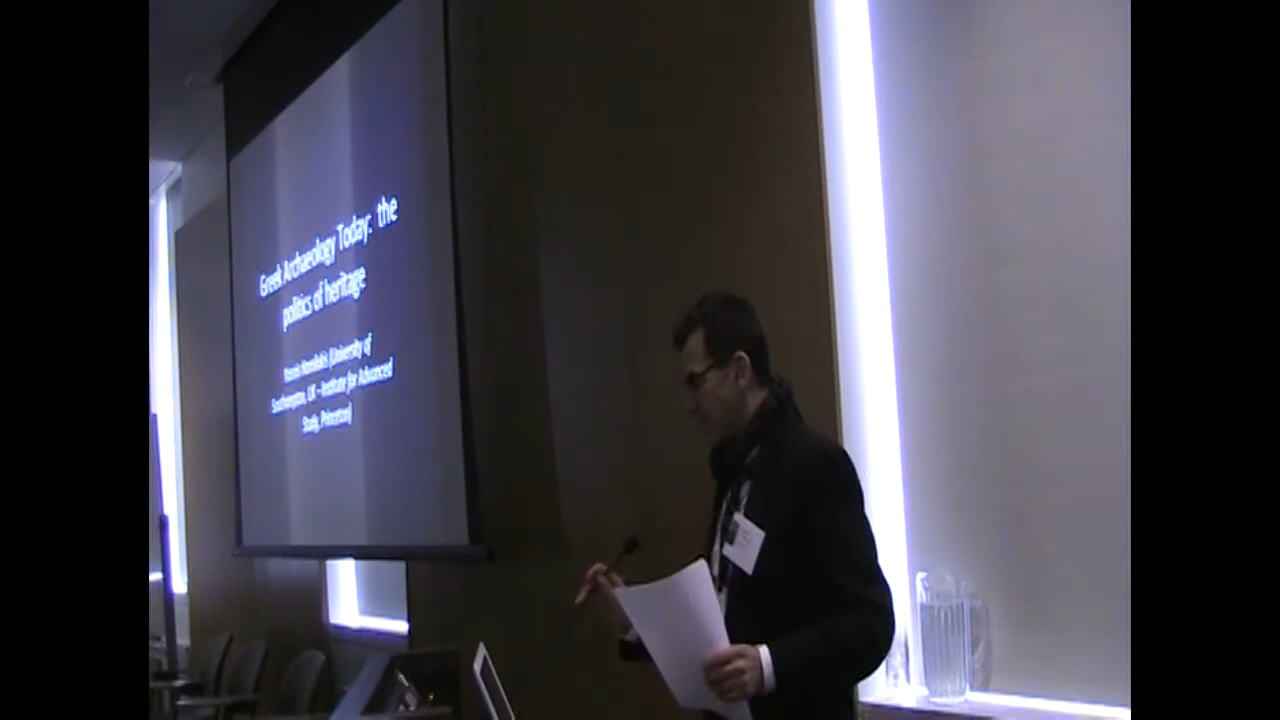 Greek Archaeology Today: the
politics of heritage
Yannis Hamilakis (University of
Southampton, UK – Institute for Advanced
Study, Princeton)